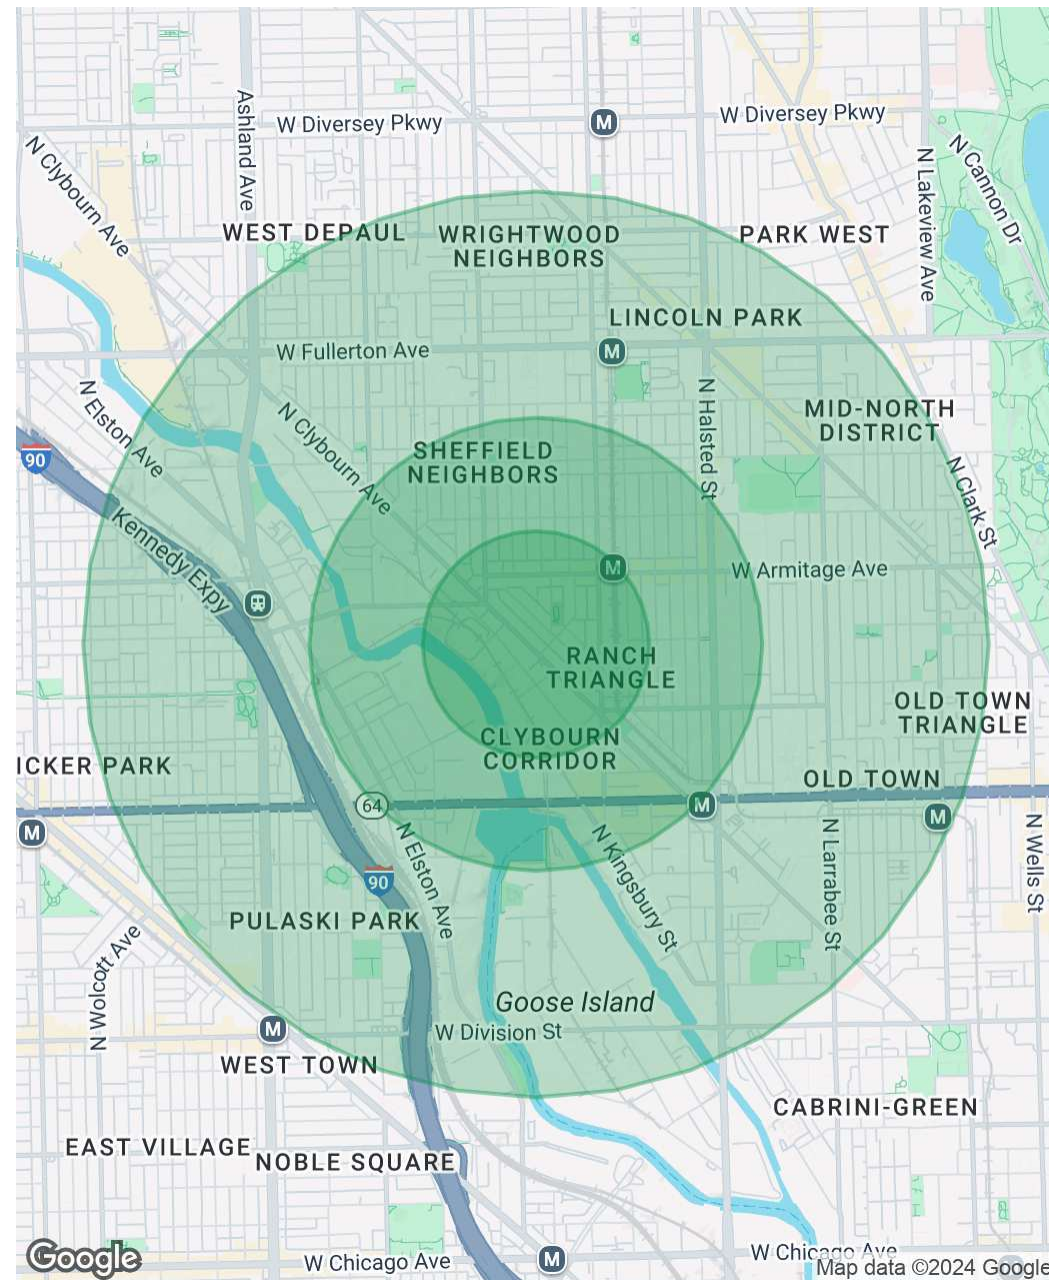 W Diversey Pkwy
M
W Diversey Pkwy
N Clybourn Ave
Ashland Ave
N Lakeview Ave
N Cannon Dr
WEST DEPAUL
WRIGHTWOOD
NEIGHBORS
PARK WEST
LINCOLN PARK
W Fullerton Ave
M
N Elston Ave
N Clybourn Ave
N Halsted St
MID-NORTH
DISTRICT
SHEFFIELD
NEIGHBORS
90
N Clark St
Kennedy Expy
M
W Armitage Ave
RANCH
TRIANGLE
OLD TOWN
TRIANGLE
CLYBOURN
CORRIDOR
ICKER PARK
OLD TOWN
64
M
M
M
N Elston Ave
N Kingsbury St
N Larrabee St
N Wells St
90
PULASKI PARK
N Wolcott Ave
Goose Island
M
W Division St
WEST TOWN
CABRINI-GREEN
EAST VILLAGE
NOBLE SQUARE
Google
W Chicago Ave
M
W Chicago Ave
Map data ©2024 Google